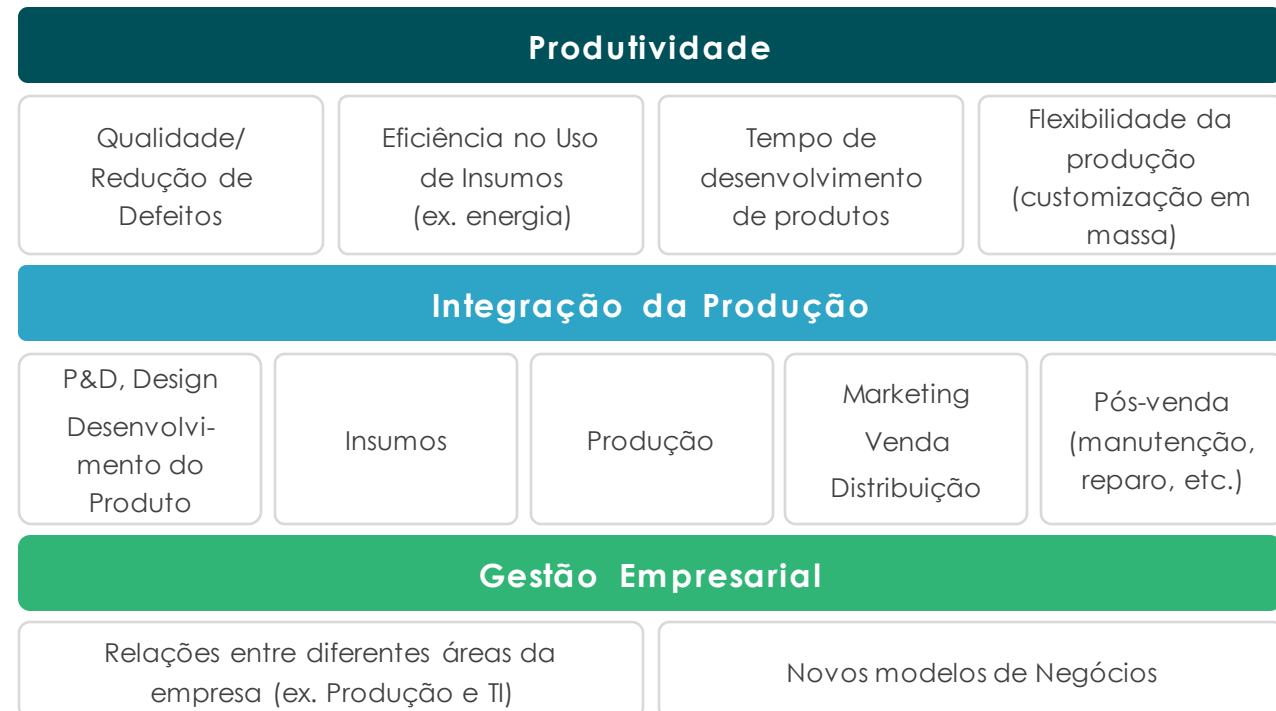 Produtividade
Qualidade/
Redução de
Defeitos
Eficiência no Uso
de Insumos
(ex. energia)
Tempo de
desenvolvimento
de produtos
Flexibilidade da
produção
(customização em
massa)
Integração da Produção
P&D, Design
Desenvolvi-
mento do
Produto
Insumos
Produção
Marketing
Venda
Distribuição
Pós-venda
(manutenção,
reparo, etc.)
Gestão Empresarial
Relações entre diferentes áreas da
empresa (ex. Produção e TI)
Novos modelos de Negócios